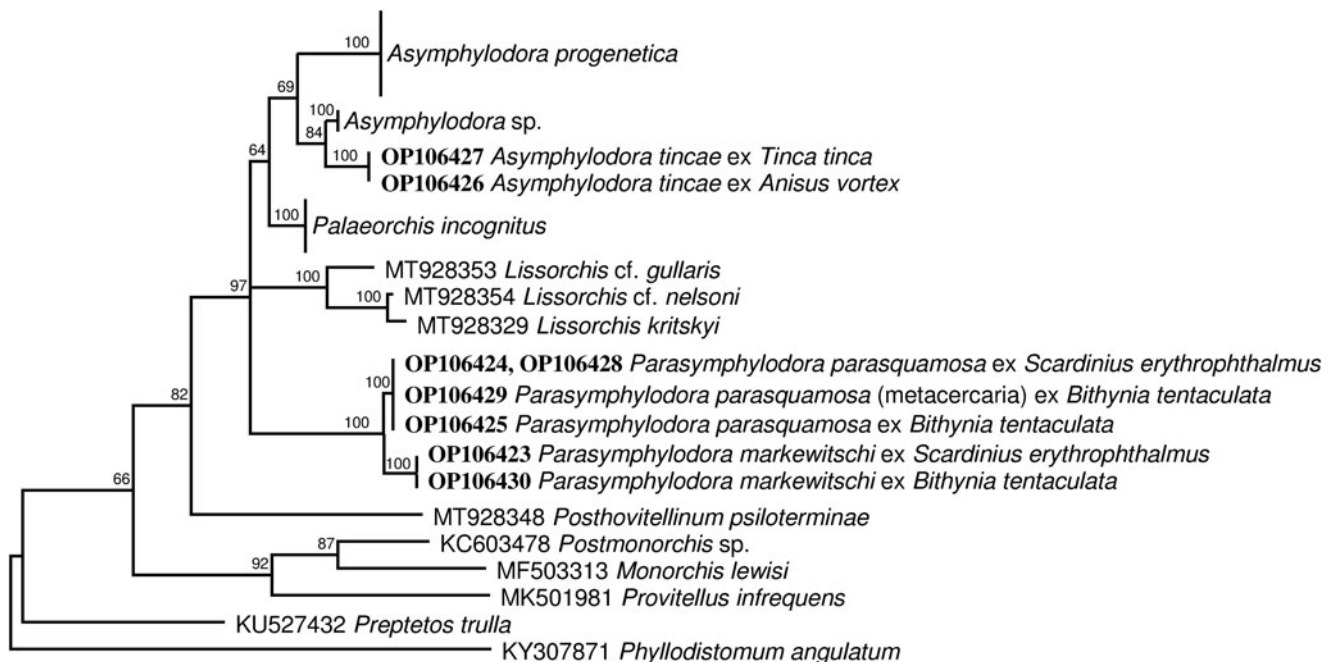 100 Asymphylodora progenetica
69
100 Asymphylodora sp.
84
100 OP106427 Asymphylodora tincae ex Tinca tinca
OP106426 Asymphylodora tincae ex Anisus vortex
64
100 Palaeorchis incognitus
MT928353 Lissorchis cf. gullaris
100
97
100 MT928354 Lissorchis cf. nelsoni
MT928329 Lissorchis kritskyi
OP106424, OP106428 Parasymphylodora parasquamosa ex Scardinius erythrophthalmus
100
82
OP106429 Parasymphylodora parasquamosa (metacercaria) ex Bithynia tentaculata
OP106425 Parasymphylodora parasquamosa ex Bithynia tentaculata
100
OP106423 Parasymphylodora markewitschi ex Scardinius erythrophthalmus
100
OP106430 Parasymphylodora markewitschi ex Bithynia tentaculata
66
MT928348 Posthovitellinum psiloterminae
KC603478 Postmonorchis sp.
87
92
MF503313 Monorchis lewisi
MK501981 Provitellus infrequens
KU527432 Preptetos trulla
KY307871 Phyllodistomum angulatum